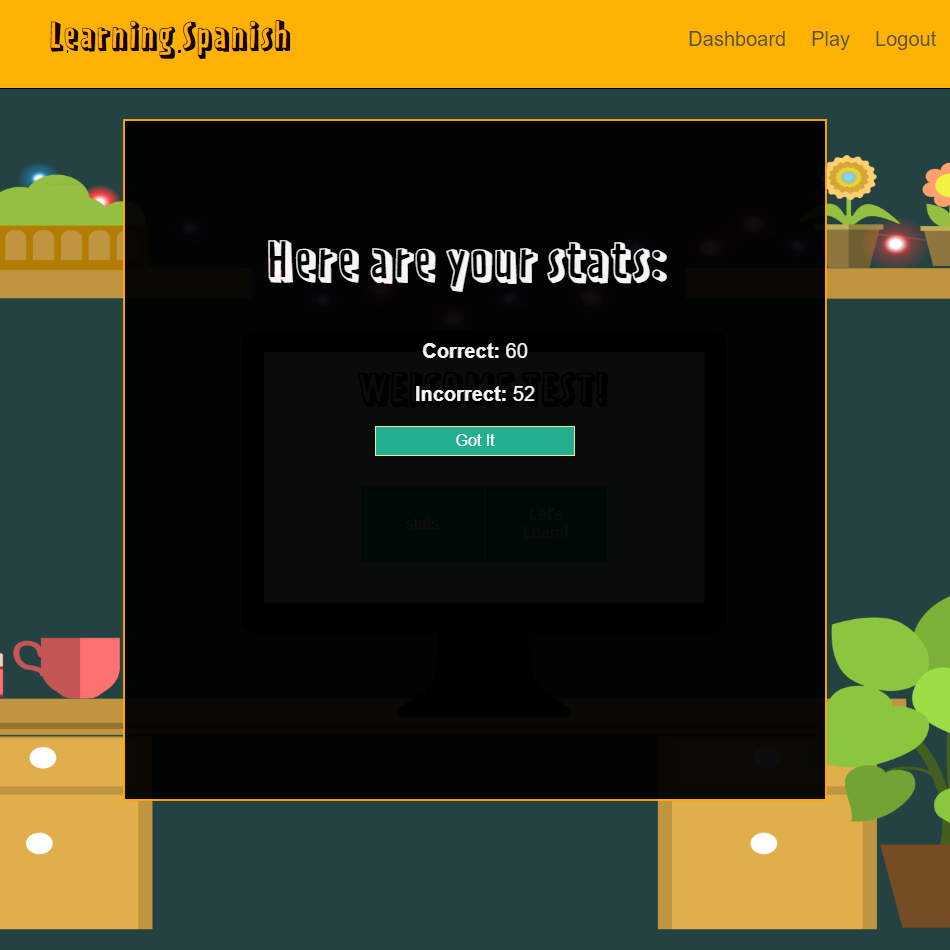 Learning Spanish
Dashboard Play Logout
Here are your stats:
Correct: 60
WELCOME TEST!
Incorrect: 52
Got It
stats
Let's
Learn!